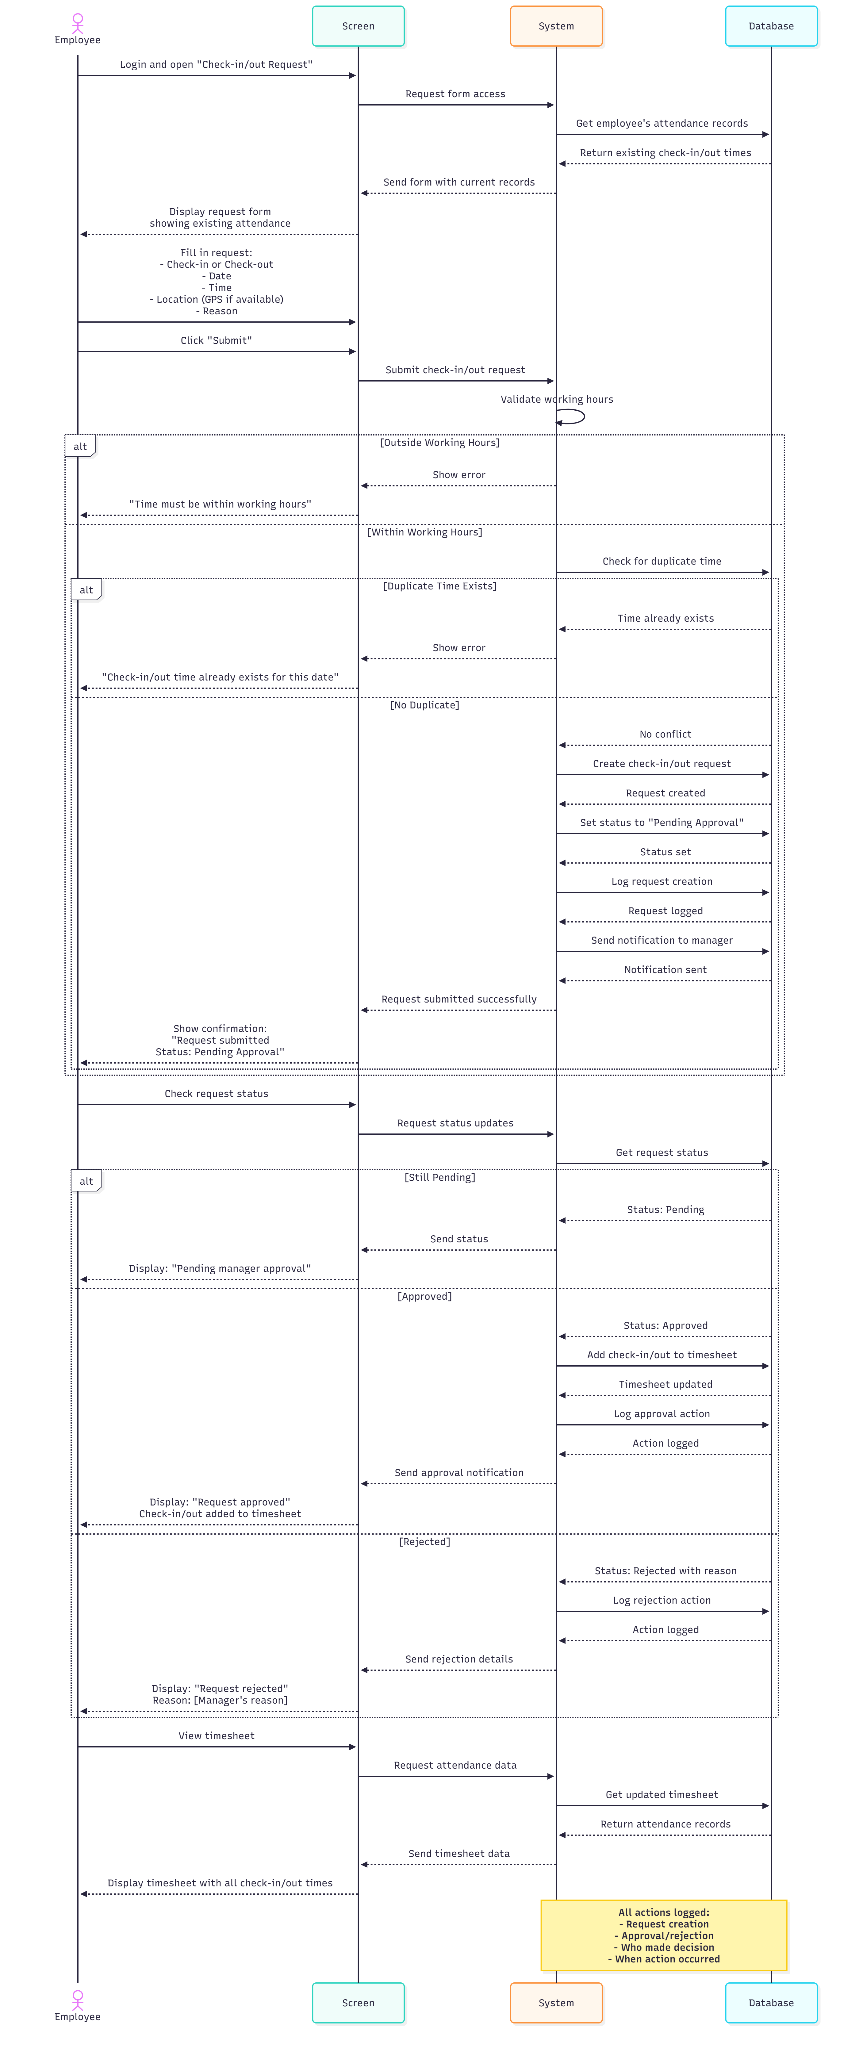 Employee
Screen
System
Database
Login and open "Check-in/out Request"
Request form access
Get employee's attendance records
Return existing check-in/out times
Send form with current records
Display request form
showing existing attendance
Fill in request:
- Check-in or Check-out
- Date
- Time
- Location (GPS if available)
- Reason
Click "Submit"
Submit check-in/out request
Validate working hours
alt
[Outside Working Hours]
Show error
"Time must be within working hours"
[Within Working Hours]
Check for duplicate time
alt
[Duplicate Time Exists]
Time already exists
Show error
"Check-in/out time already exists for this date"
[No Duplicate]
No conflict
Create check-in/out request
Request created
Set status to "Pending Approval"
Status set
Log request creation
Request logged
Send notification to manager
Notification sent
Request submitted successfully
Show confirmation:
"Request submitted
Status: Pending Approval"
Check request status
Request status updates
Get request status
alt
[Still Pending]
Status: Pending
Send status
Display: "Pending manager approval"
[Approved]
Status: Approved
Add check-in/out to timesheet
Timesheet updated
Log approval action
Action logged
Send approval notification
Display: "Request approved"
Check-in/out added to timesheet
[Rejected]
Status: Rejected with reason
Log rejection action
Action logged
Send rejection details
Display: "Request rejected"
Reason: [Manager's reason]
View timesheet
Request attendance data
Get updated timesheet
Return attendance records
Send timesheet data
Display timesheet with all check-in/out times
All actions logged:
- Request creation
- Approval/rejection
- Who made decision
- When action occurred
Employee
Screen
System
Database